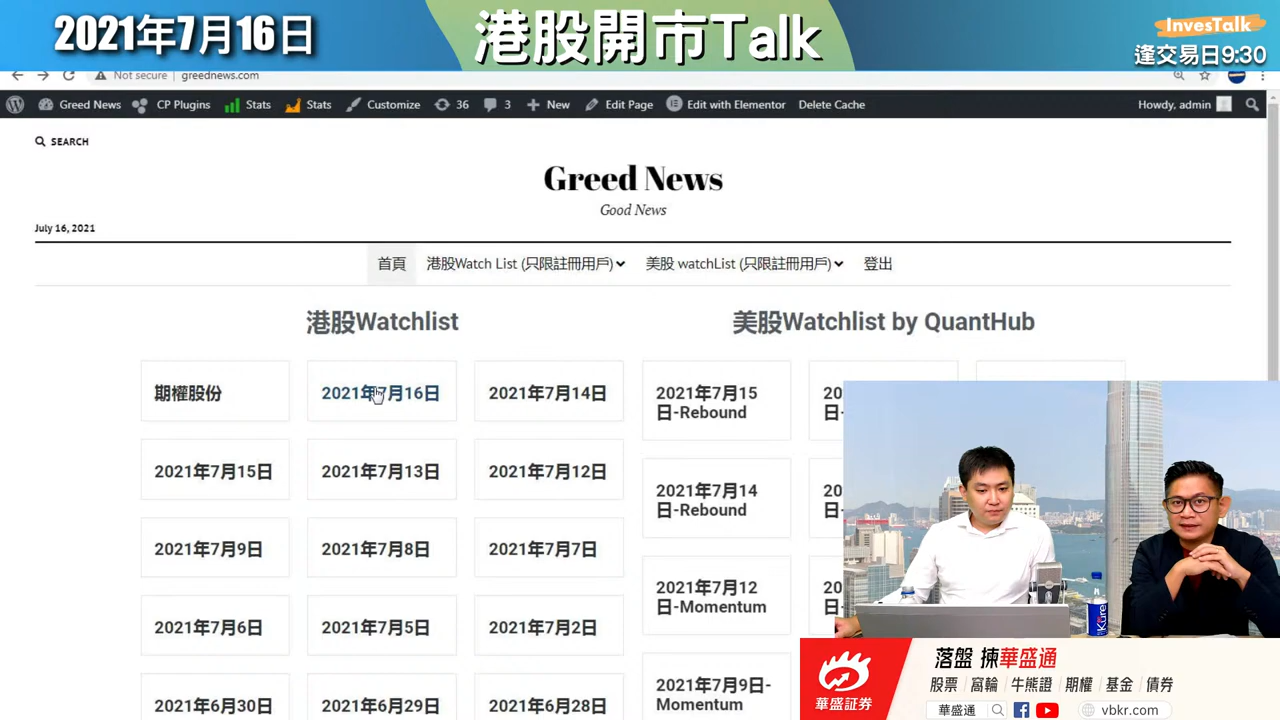 2021年7月16日
港股開市Talk
InvesTalk
逢交易日9:30
Not secure | greednews.com
Greed News CP Plugins Stats Stats Customize 36 3 New Edit Page Edit with Elementor Delete Cache Howdy, admin
SEARCH
Greed News
Good News
July 16, 2021
首頁 港股Watch List (只限註冊用戶) 美股 watchList (只限註冊用戶) 登出
港股Watchlist
期權股份 2021年7月16日 2021年7月14日
2021年7月15日 2021年7月13日 2021年7月12日
2021年7月9日 2021年7月8日 2021年7月7日
2021年7月6日 2021年7月5日 2021年7月2日
2021年6月30日 2021年6月29日 2021年6月28日
美股Watchlist by QuantHub
2021年7月15
日-Rebound
2021年7月14
日-Rebound
2021年7月12
日-Momentum
2021年7月9日-
Momentum
華盛証券
落盤 揀華盛通
股票 窩輪 牛熊證 期權 基金 債券
華盛通 vbkr.com